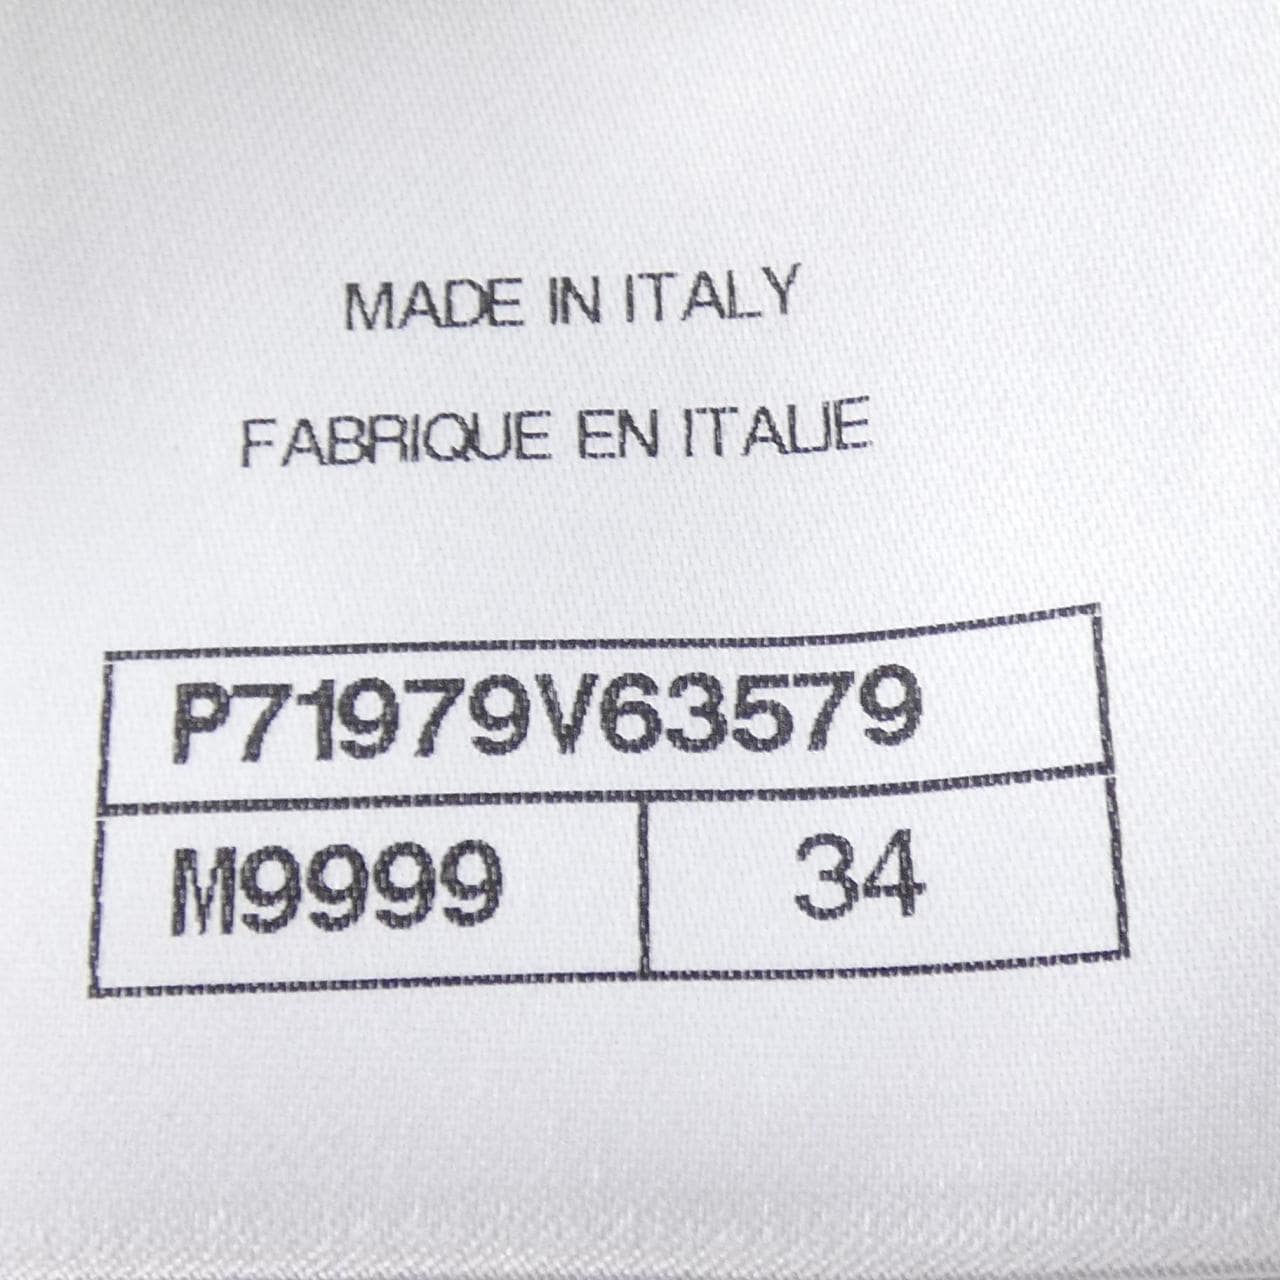 MADE IN ITALY
FABRIQUE EN ITALIE
P71979V63579
M9999 34